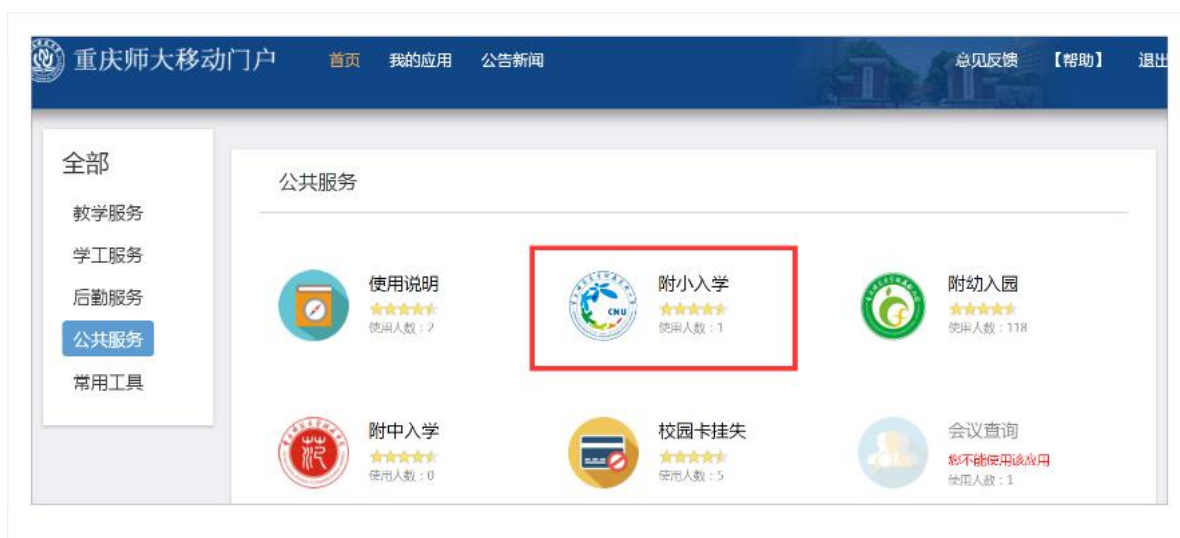 重庆师大移动门户 首页 我的应用 公告新闻 意见反馈 【帮助】 退出
全部
教学服务
学工服务
后勤服务
公共服务
常用工具
公共服务
使用说明
使用人数：2
CNU
附小入学
使用人数：1
附幼入园
使用人数：118
附中入学
使用人数：0
校园卡挂失
使用人数：5
会议查询
您不能使用该应用
使用人数：1